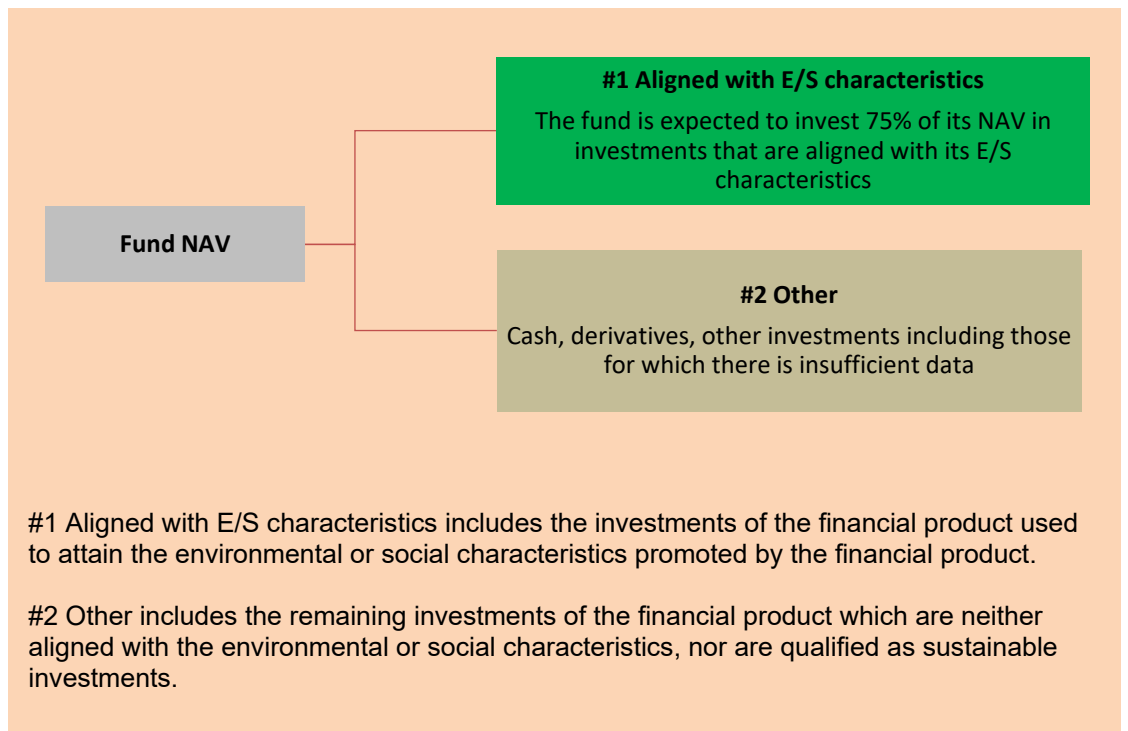 #1 Aligned with E/S characteristics
The fund is expected to invest 75% of its NAV in
investments that are aligned with its E/S
characteristics
Fund NAV
#2 Other
Cash, derivatives, other investments including those
for which there is insufficient data
#1 Aligned with E/S characteristics includes the investments of the financial product used
to attain the environmental or social characteristics promoted by the financial product.
#2 Other includes the remaining investments of the financial product which are neither
aligned with the environmental or social characteristics, nor are qualified as sustainable
investments.